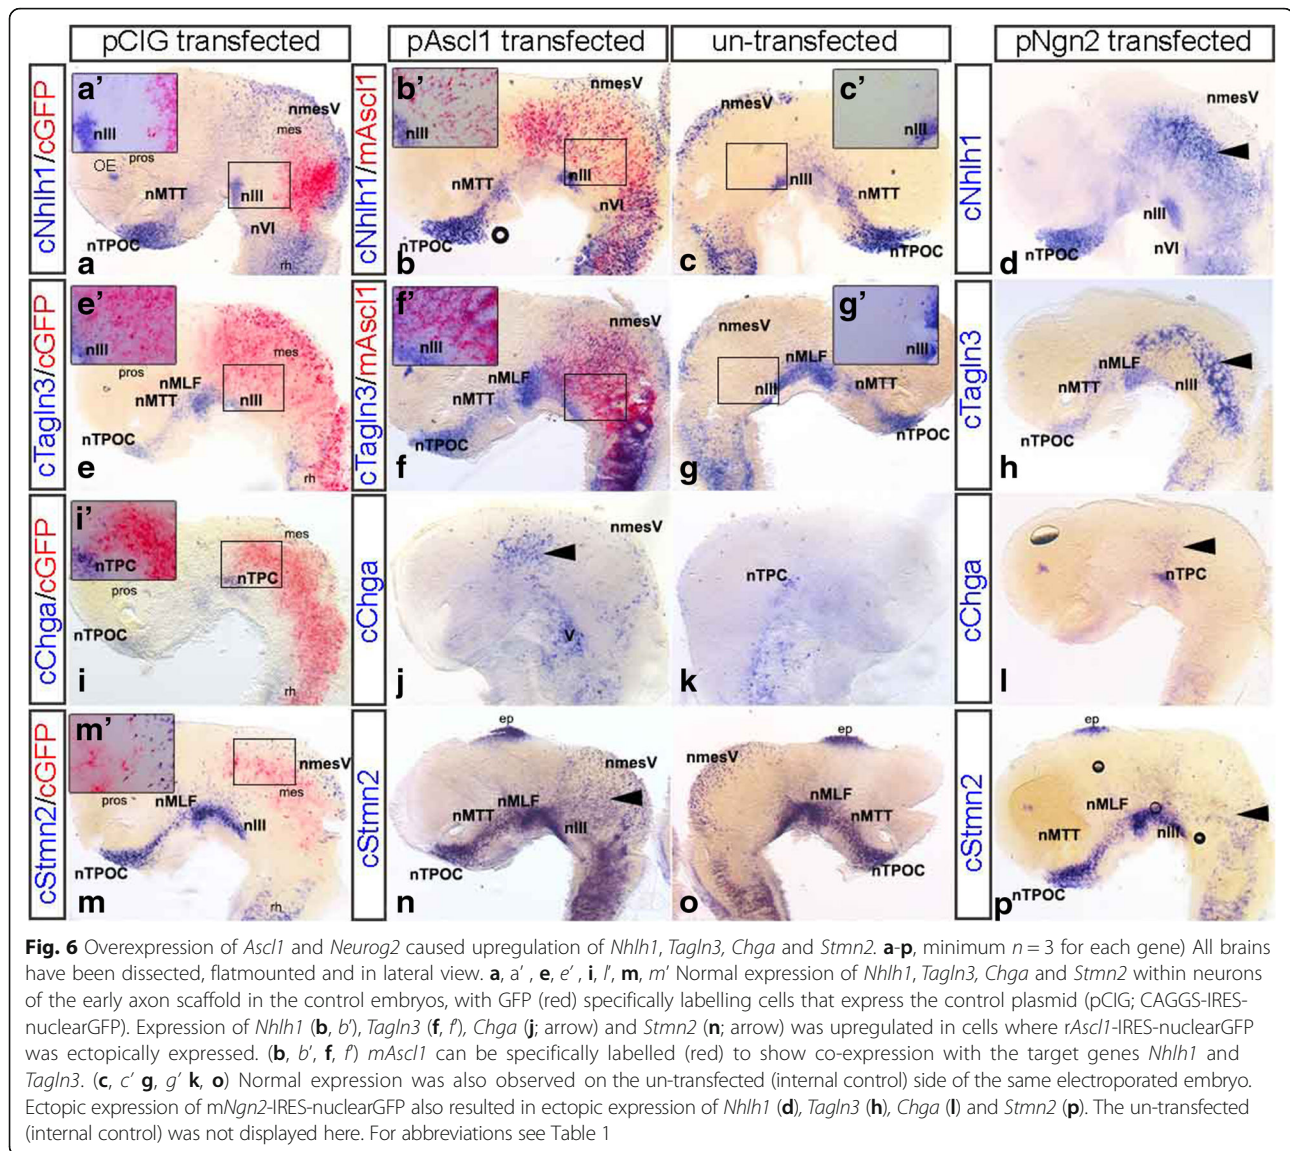 pCIG transfected
pAscl1 transfected
un-transfected
pNgn2 transfected
cNhlh1/cGFP
a’
nIII
OE
pros
nmesV
mes
nMTT
nIII
nVI
nTPOC
rh
a
cNhlh1/mAscl1
b’
nIII
nmesV
nMTT
nIII
nVI
nTPOC
b
nmesV
c’
nIII
nIII
nMTT
nTPOC
c
cNhlh1
nmesV
nIII
nVI
nTPOC
d
cTagln3/cGFP
e’
nIII
pros
mes
nMLF
nMTT
nIII
nTPOC
rh
e
cTagln3/mAscl1
f’
nIII
nmesV
nMLF
nMTT
nTPOC
f
nmesV
g’
nIII
nMLF
nIII
nMTT
nTPOC
g
cTagln3
nMLF
nMTT
nIII
nTPOC
h
cChga/cGFP
i’
nTPC
pros
mes
nTPC
nTPOC
rh
i
cChga
nmesV
V
j
nTPC
k
cChga
nTPC
l
cStmn2/cGFP
m’
pros
nmesV
mes
nMLF
nIII
nTPOC
rh
m
cStmn2
ep
nmesV
nMLF
nMTT
nIII
nTPOC
n
ep
nmesV
nMLF
nMTT
nTPOC
o
cStmn2
ep
nMLF
nMTT
nIII
nTPOC
p
Fig. 6 Overexpression of Ascl1 and Neurog2 caused upregulation of Nhlh1, Tagln3, Chga and Stmn2. a-p, minimum n = 3 for each gene) All brains
have been dissected, flatmounted and in lateral view. a, a’ , e, e’ , i, I’, m, m’ Normal expression of Nhlh1, Tagln3, Chga and Stmn2 within neurons
of the early axon scaffold in the control embryos, with GFP (red) specifically labelling cells that express the control plasmid (pCIG; CAGGS-IRES-
nuclearGFP). Expression of Nhlh1 (b, b’), Tagln3 (f, f’), Chga (j; arrow) and Stmn2 (n; arrow) was upregulated in cells where rAscl1-IRES-nuclearGFP
was ectopically expressed. (b, b’, f, f’) mAscl1 can be specifically labelled (red) to show co-expression with the target genes Nhlh1 and
Tagln3. (c, c’ g, g’ k, o) Normal expression was also observed on the un-transfected (internal control) side of the same electroporated embryo.
Ectopic expression of mNgn2-IRES-nuclearGFP also resulted in ectopic expression of Nhlh1 (d), Tagln3 (h), Chga (l) and Stmn2 (p). The un-transfected
(internal control) was not displayed here. For abbreviations see Table 1